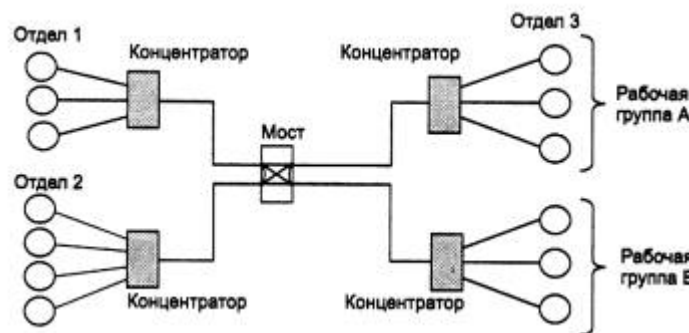 Отдел 1
Концентратор
Концентратор
Отдел 3
Рабочая
группа А
Мост
Отдел 2
Концентратор
Концентратор
Рабочая
группа